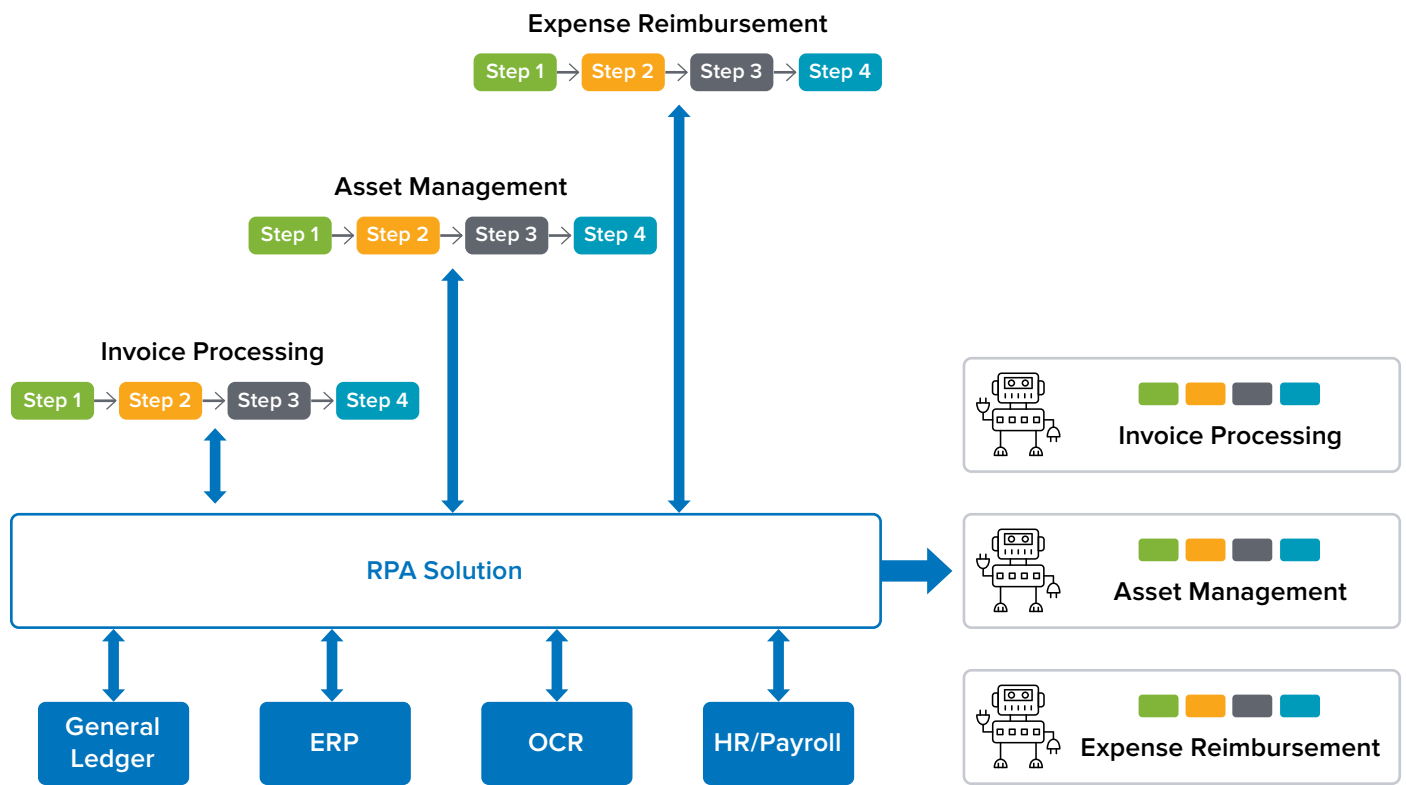 Expense Reimbursement
Step 1
Step 2
Step 3
Step 4
Asset Management
Step 1
Step 2
Step 3
Step 4
Invoice Processing
Step 1
Step 2
Step 3
Step 4
RPA Solution
General
Ledger
ERP
OCR
HR/Payroll
Invoice Processing
Asset Management
Expense Reimbursement